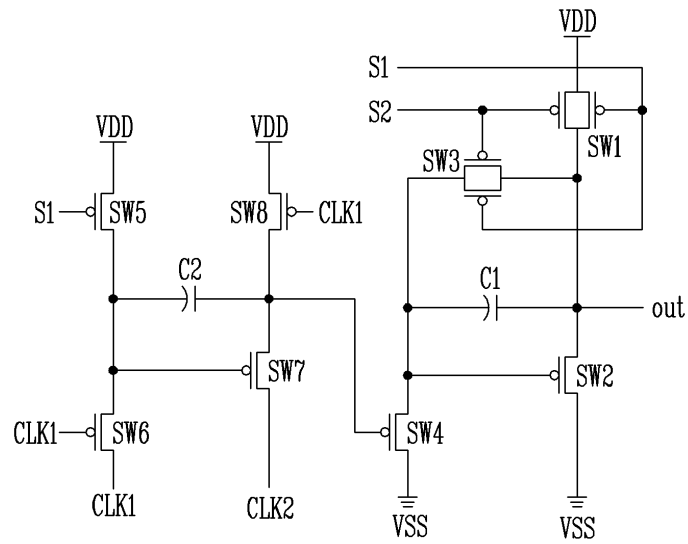 VDD
S1
S2
SW1
SW3
VDD
VDD
S1
SW5
SW8
CLK1
C2
C1
out
SW7
SW2
CLK1
SW6
SW4
CLK1
CLK2
VSS
VSS